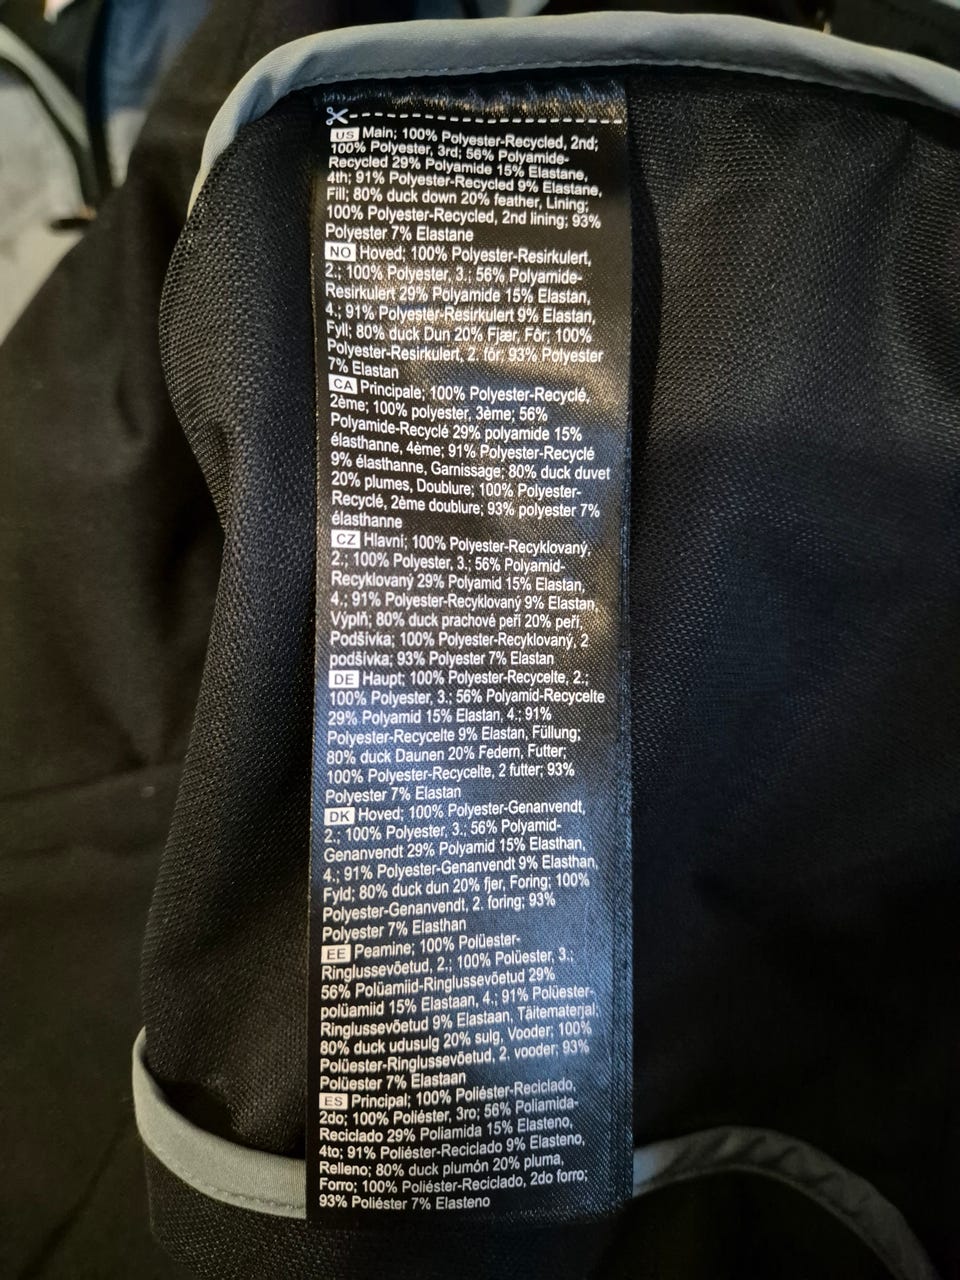 US Main; 100% Polyester-Recycled, 2nd;
100% Polyester, 3rd; 56% Polyamide-
Recycled 29% Polyamide 15% Elastane,
4th; 91% Polyester-Recycled 9% Elastane,
Fill; 80% duck down 20% feather, Lining;
100% Polyester-Recycled, 2nd lining; 93%
Polyester 7% Elastane
NO Hoved; 100% Polyester-Resirkulert,
2.; 100% Polyester, 3.; 56% Polyamide-
Resirkulert 29% Polyamide 15% Elastan,
4.; 91% Polyester-Resirkulert 9% Elastan,
Fyll; 80% duck Dun 20% Fjær, Fôr; 100%
Polyester-Resirkulert, 2. fôr; 93% Polyester
7% Elastan
CA Principale; 100% Polyester-Recyclé,
2ème; 100% polyester, 3ème; 56%
Polyamide-Recyclé 29% polyamide 15%
élasthanne, 4ème; 91% Polyester-Recyclé
9% élasthanne, Garnissage; 80% duck duvet
20% plumes, Doublure; 100% Polyester-
Recyclé, 2ème doublure; 93% polyester 7%
élasthanne
CZ Hlavní; 100% Polyester-Recyklovaný,
2.; 100% Polyester, 3.; 56% Polyamid-
Recyklovaný 29% Polyamid 15% Elastan,
4.; 91% Polyester-Recyklovaný 9% Elastan,
Výplň; 80% duck prachové peří 20% peří,
Podšívka; 100% Polyester-Recyklovaný, 2
podšívka; 93% Polyester 7% Elastan
DE Haupt; 100% Polyester-Recycelte, 2.;
100% Polyester, 3.; 56% Polyamid-Recycelte
29% Polyamid 15% Elastan, 4.; 91%
Polyester-Recycelte 9% Elastan, Füllung;
80% duck Daunen 20% Federn, Futter;
100% Polyester-Recycelte, 2 futter; 93%
Polyester 7% Elastan
DK Hoved; 100% Polyester-Genanvendt,
2.; 100% Polyester, 3.; 56% Polyamid-
Genanvendt 29% Polyamid 15% Elasthan,
4.; 91% Polyester-Genanvendt 9% Elasthan,
Fyld; 80% duck dun 20% fjer, Foring; 100%
Polyester-Genanvendt, 2. foring; 93%
Polyester 7% Elasthan
EE Peamine; 100% Polüester-
Ringlussevõetud, 2.; 100% Polüester, 3.;
56% Polüamiid-Ringlussevõetud 29%
polüamiid 15% Elastaan, 4.; 91% Polüester-
Ringlussevõetud 9% Elastaan, Täitematerjal;
80% duck udusulg 20% sulg, Vooder; 100%
Polüester-Ringlussevõetud, 2. vooder; 93%
Polüester 7% Elastaan
ES Principal; 100% Poliéster-Reciclado,
2do; 100% Poliéster, 3ro; 56% Poliamida-
Reciclado 29% Poliamida 15% Elasteno,
4to; 91% Poliéster-Reciclado 9% Elasteno,
Relleno; 80% duck plumón 20% pluma,
Forro; 100% Poliéster-Reciclado, 2do forro;
93% Poliéster 7% Elasteno